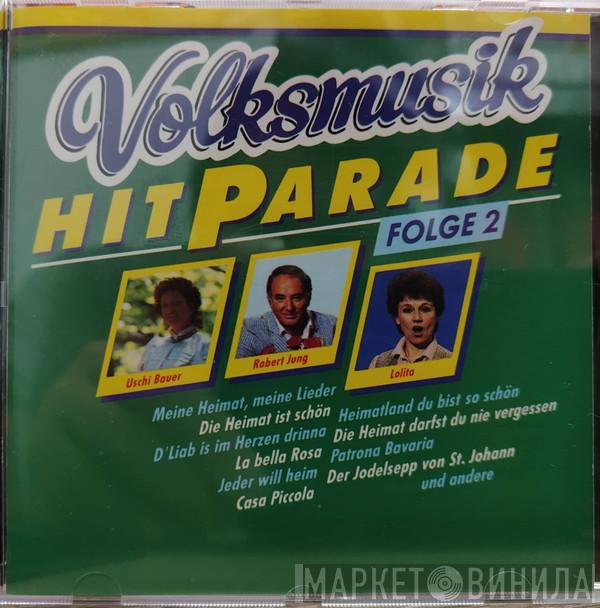 Volksmusik
HITPARADE
FOLGE 2
Uschi Bauer
Robert Jung
Lolita
Meine Heimat, meine Lieder
Die Heimat ist schön
D'Liab is im Herzen drinna
La bella Rosa
Jeder will heim
Casa Piccola
Heimatland du bist so schön
Die Heimat darfst du nie vergessen
Patrona Bavaria
Der Jodelsepp von St. Johann
und andere
МАРКЕТ ВИНИЛА